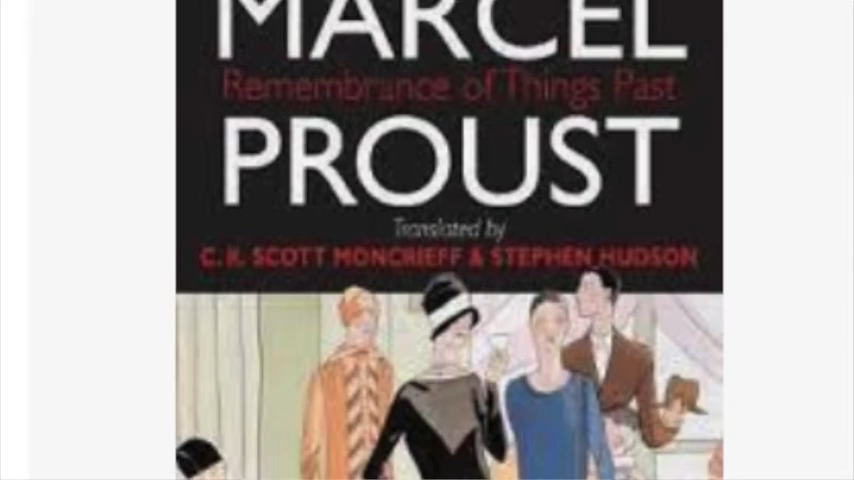 MARCEL
Remembrance of Things Past
PROUST
Translated by
C. K. SCOTT MONCRIEFF & STEPHEN HUDSON